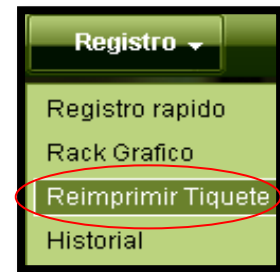 Registro
Registro rapido
Rack Grafico
Reimprimir Tiquete
Historial